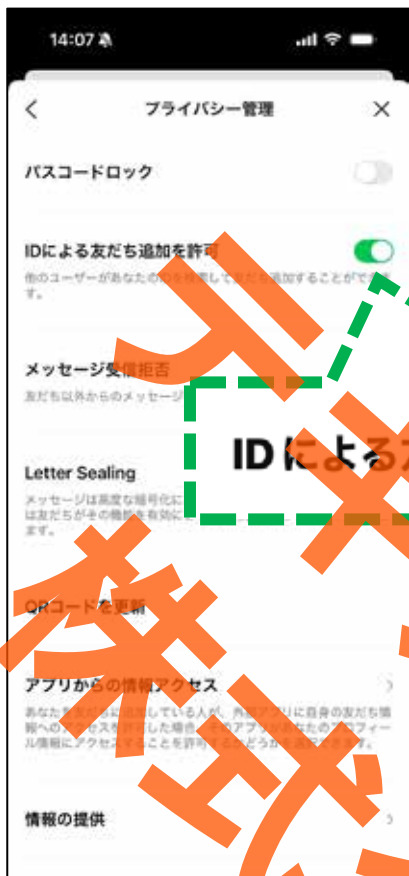 14:07
プライバシー管理
パスコードロック
IDによる友だち追加を許可
他のユーザーがあなたのIDを検索して友だち追加することができま
す。
メッセージ受信拒否
友だち以外からのメッセージ
IDによる友
Letter Sealing
メッセージは高度な暗号化に
は友だちがその機能を有効に
ます。
QRコードを更新
アプリからの情報アクセス
あなたを友だちに追加している人が、外部アプリに自身の友だち情
報へのアクセスを許可した場合、そのアプリがあなたのプロフィー
ル情報にアクセスすることを許可するかどうかを選択できます。
情報の提供
デ
株式